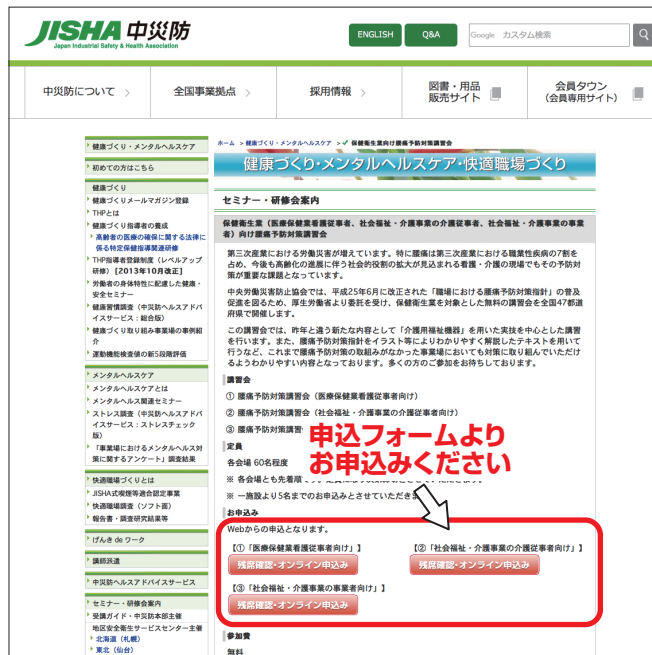 JISHA 中災防
Japan Industrial Safety & Health Association
ENGLISH
Q&A
Google カスタム検索
中災防について
全国事業拠点
採用情報
図書・用品
販売サイト
会員タウン
(会員専用サイト)
健康づくり・メンタルヘルスケア
初めての方はこちら
健康づくり
健康づくりメールマガジン登録
THPとは
健康づくり指導者の養成
高齢者の医療の確保に関する法律に
係る特定保健指導関連研修
THP指導者登録制度(レベルアップ
研修)【2013年10月改正】
労働者の身体特性に配慮した健康・
安全セミナー
健康習慣調査(中災防ヘルスアドバ
イスサービス:総合版)
健康づくり取り組み事業場の事例紹
介
運動機能検査値の新5段階評価
メンタルヘルスケア
メンタルヘルスケアとは
メンタルヘルス関連セミナー
ストレス調査(中災防ヘルスアドバ
イスサービス:ストレスチェック
版)
「事業場におけるメンタルヘルス対
策に関するアンケート」調査結果
快適職場づくりとは
JISHA式喫煙等適合認定事業
快適職場調査(ソフト面)
報告書・調査研究結果等
げんき de ワーク
講師派遣
中災防ヘルスアドバイスサービス
セミナー・研修会案内
受講ガイド・中災防本部主催
地区安全衛生サービスセンター主催
北海道(札幌)
東北(仙台)
ホーム > 健康づくり・メンタルヘルスケア > 保健衛生業向け腰痛予防対策講習会
健康づくり・メンタルヘルスケア・快適職場づくり
セミナー・研修会案内
保健衛生業(医療保健業看護従事者、社会福祉・介護事業の介護従事者、社会福祉・介護事業の事業
者)向け腰痛予防対策講習会
第三次産業における労働災害が増えています。特に腰痛は第三次産業における職業性疾病の7割を
占め、今後も高齢化の進展に伴う社会的役割の拡大が見込まれる看護・介護の現場でもその予防対
策が重要な課題となっています。
中央労働災害防止協会では、平成25年6月に改正された「職場における腰痛予防対策指針」の普及
促進を図るため、厚生労働省より委託を受け、保健衛生業を対象とした無料の講習会を全国47都道
府県で開催します。
この講習会では、昨年と違う新たな内容として「介護用福祉機器」を用いた実技を中心とした講習
を行います。また、腰痛予防対策指針をイラスト等によりわかりやすく解説したテキストを用いて
行うなど、これまで腰痛予防対策の取組みがなかった事業場においても対策に取り組んでいただけ
るようわかりやすい内容となっております。多くの方のご参加をお待ちしております。
講習会
① 腰痛予防対策講習会(医療保健業看護従事者向け)
② 腰痛予防対策講習会(社会福祉・介護事業の介護従事者向け)
③ 腰痛予防対策講習
申込フォームより
お申込みください
定員
各会場 60名程度
※ 各会場とも先着順
※ 一施設より5名までのお申込みとさせていただき
お申込み
Webからの申込となります。
【①「医療保健業看護従事者向け」】
【②「社会福祉・介護事業の介護従事者向け」】
残席確認・オンライン申込み
残席確認・オンライン申込み
【③「社会福祉・介護事業の事業者向け」】
残席確認・オンライン申込み
参加費
無料